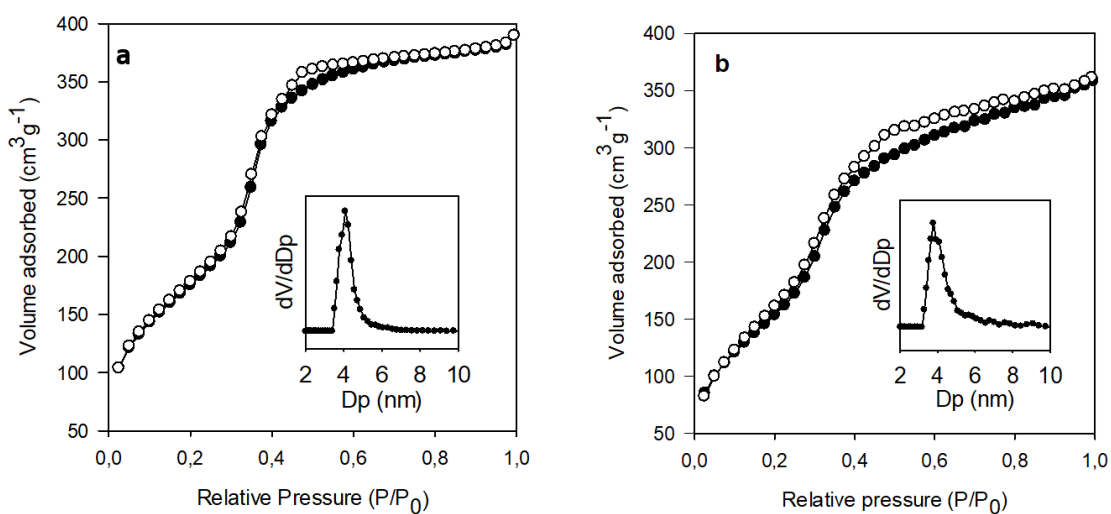 a
400
350
300
250
200
150
100
50
Volume adsorbed (cm3g-1)
0,0 0,2 0,4 0,6 0,8 1,0
Relative Pressure (P/P0)
dV/dDp
2 4 6 8 10
Dp (nm)
b
400
350
300
250
200
150
100
50
Volume adsorbed (cm3g-1)
0,0 0,2 0,4 0,6 0,8 1,0
Relative pressure (P/P0)
dV/dDp
2 4 6 8 10
Dp (nm)